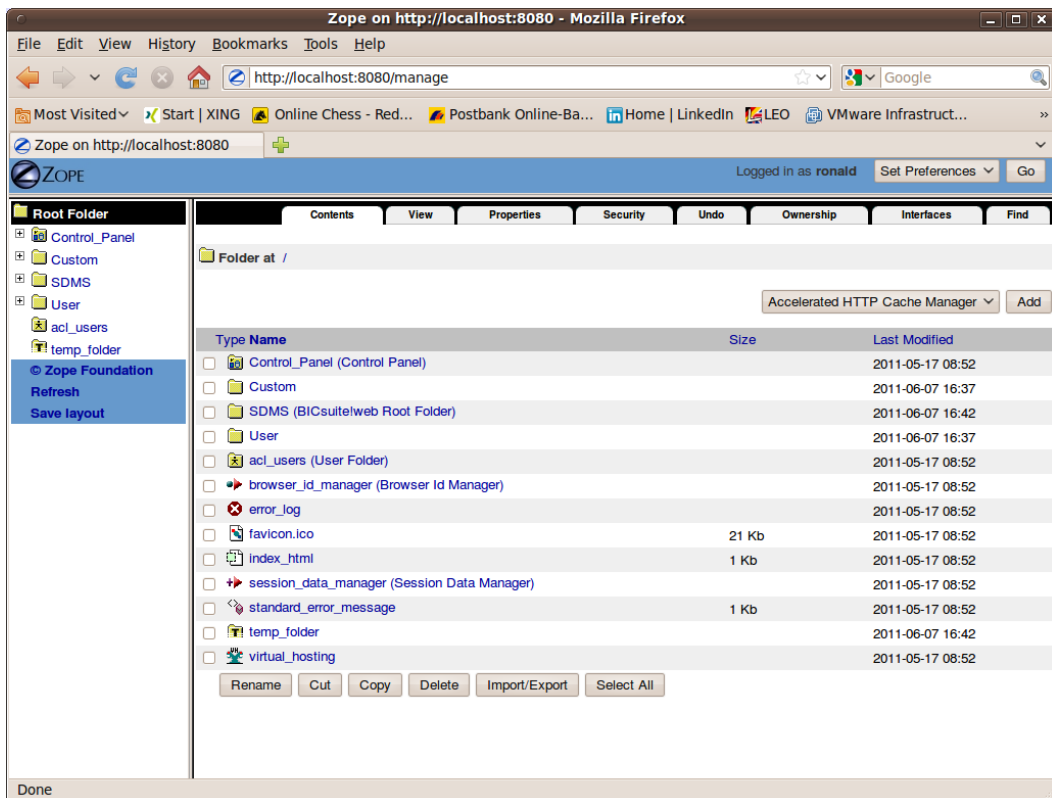 Zope on http://localhost:8080 - Mozilla Firefox
File Edit View History Bookmarks Tools Help
http://localhost:8080/manage Google
Most Visited Start | XING Online Chess - Red... Postbank Online-Ba... Home | LinkedIn LEO VMware Infrastruct... »
Zope on http://localhost:8080
ZOPE Logged in as ronald Set Preferences Go
Root Folder Contents View Properties Security Undo Ownership Interfaces Find
Control_Panel
Custom
SDMS
User
acl_users
temp_folder
© Zope Foundation
Refresh
Save layout
Folder at /
Accelerated HTTP Cache Manager Add
Type Name Size Last Modified
Control_Panel (Control Panel) 2011-05-17 08:52
Custom 2011-06-07 16:37
SDMS (BICsuite!web Root Folder) 2011-06-07 16:42
User 2011-06-07 16:37
acl_users (User Folder) 2011-05-17 08:52
browser_id_manager (Browser Id Manager) 2011-05-17 08:52
error_log 2011-05-17 08:52
favicon.ico 21 Kb 2011-05-17 08:52
index_html 1 Kb 2011-05-17 08:52
session_data_manager (Session Data Manager) 2011-05-17 08:52
standard_error_message 1 Kb 2011-05-17 08:52
temp_folder 2011-06-07 16:42
virtual_hosting 2011-05-17 08:52
Rename Cut Copy Delete Import/Export Select All
Done